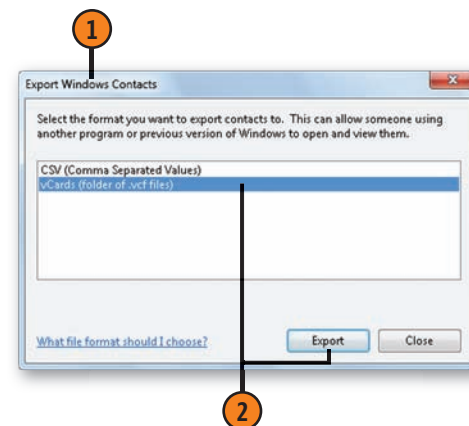 1
Export Windows Contacts
Select the format you want to export contacts to. This can allow someone using
another program or previous version of Windows to open and view them.
CSV (Comma Separated Values)
vCards (folder of .vcf files)
What file format should I choose?
Export
Close
2